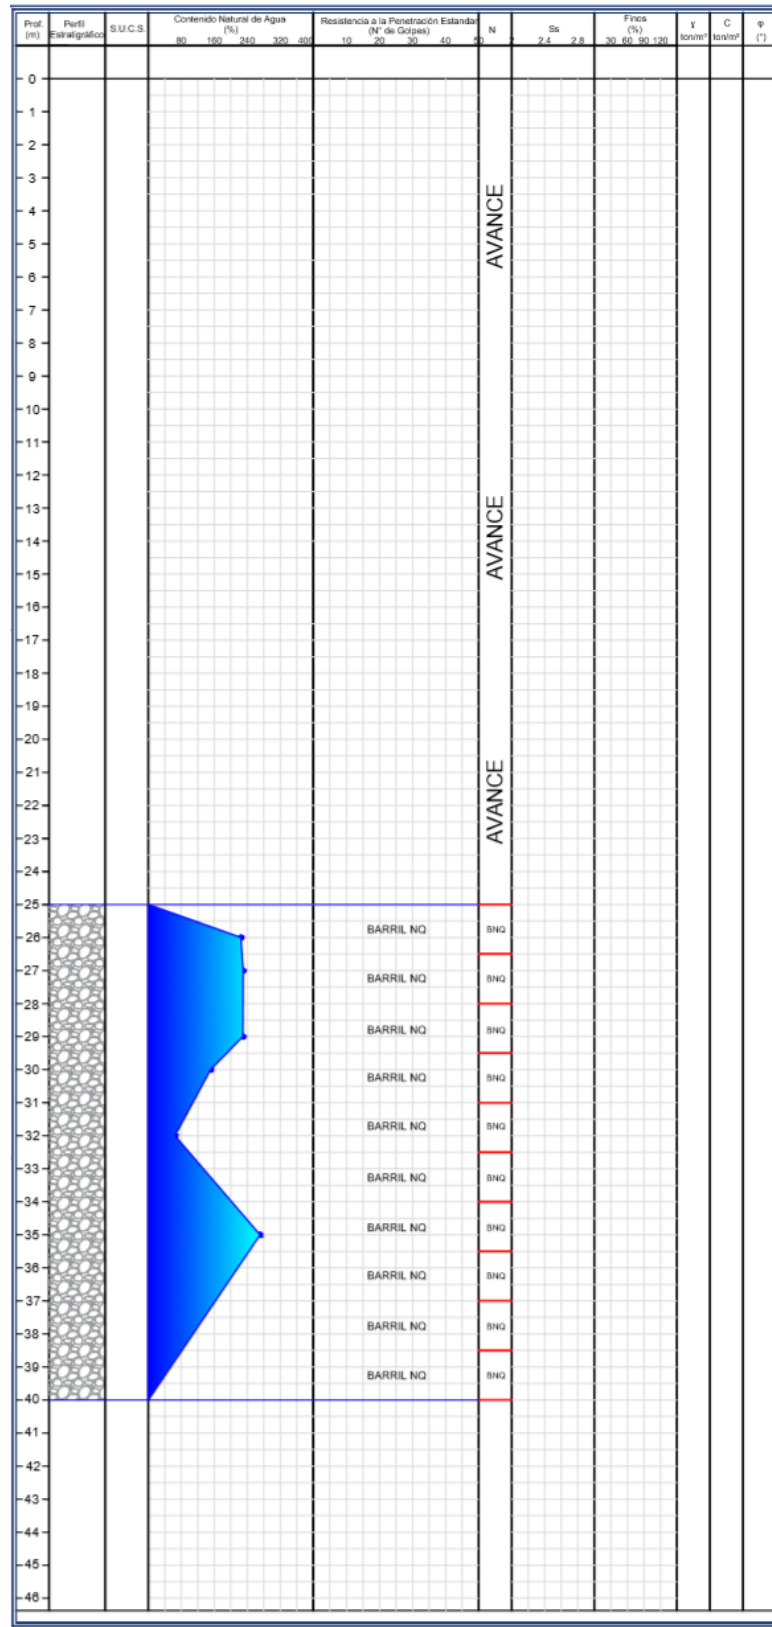 Prof. (m)
Perfil Estratigráfico
S.U.C.S.
Contenido Natural de Agua
(%)
80 160 240 320 400
Resistencia a la Penetración Estandar
(N° de Golpes)
10 20 30 40 50
N
Ss
2 2.4 2.8
Finos
(%)
30 60 90 120
ɣ
ton/m³
C
ton/m²
φ
(°)
0
1
2
3
4
5
6
7
8
9
10
11
12
13
14
15
16
17
18
19
20
21
22
23
24
25
26
27
28
29
30
31
32
33
34
35
36
37
38
39
40
41
42
43
44
45
46
AVANCE
AVANCE
AVANCE
BARRIL NQ BNQ
BARRIL NQ BNQ
BARRIL NQ BNQ
BARRIL NQ BNQ
BARRIL NQ BNQ
BARRIL NQ BNQ
BARRIL NQ BNQ
BARRIL NQ BNQ
BARRIL NQ BNQ
BARRIL NQ BNQ